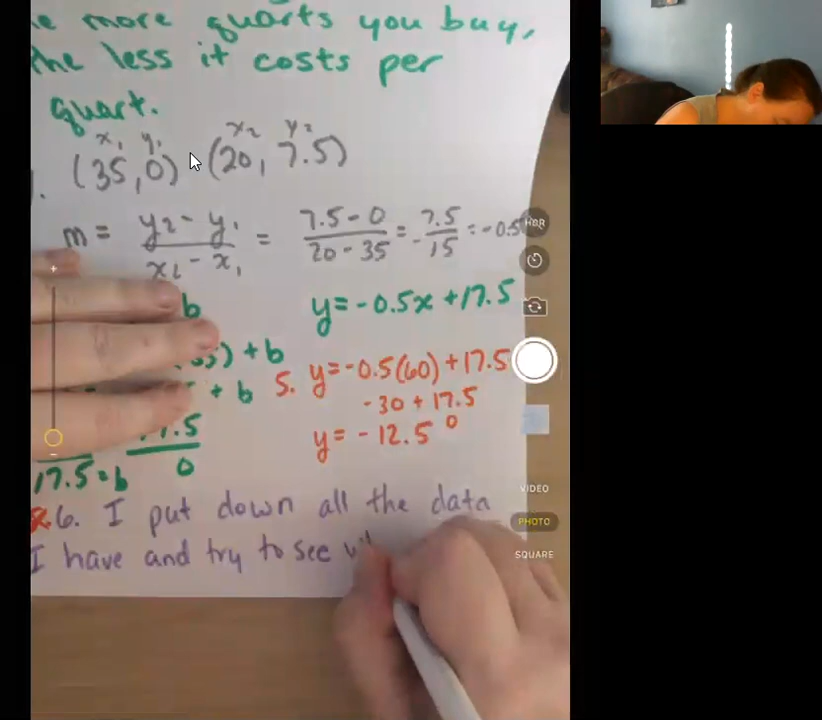 e more quarts you buy,
the less it costs per
quart.
x₁ y₁ x₂ y₂
(35,0) (20, 7.5)
m = y₂ - y₁ / x₂ - x₁ = 7.5 - 0 / 20 - 35 = - 7.5 / 15 = -0.5
HDR
b
y = -0.5x + 17.5
) + b
5. y = -0.5(60) + 17.5
+ b
-30 + 17.5
.5
y = -12.5 °
0
17.5 = b
6. I put down all the data
I have and try to see
VIDEO
PHOTO
SQUARE